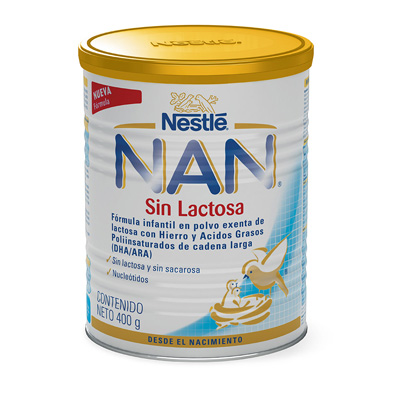 NUEVA
Fórmula
Nestlé
NAN®
Sin Lactosa
Fórmula infantil en polvo exenta de
lactosa con Hierro y Acidos Grasos
Poliinsaturados de cadena larga
(DHA/ARA)
✓ Sin lactosa y sin sacarosa
✓ Nucleótidos
CONTENIDO
NETO 400 g
DESDE EL NACIMIENTO